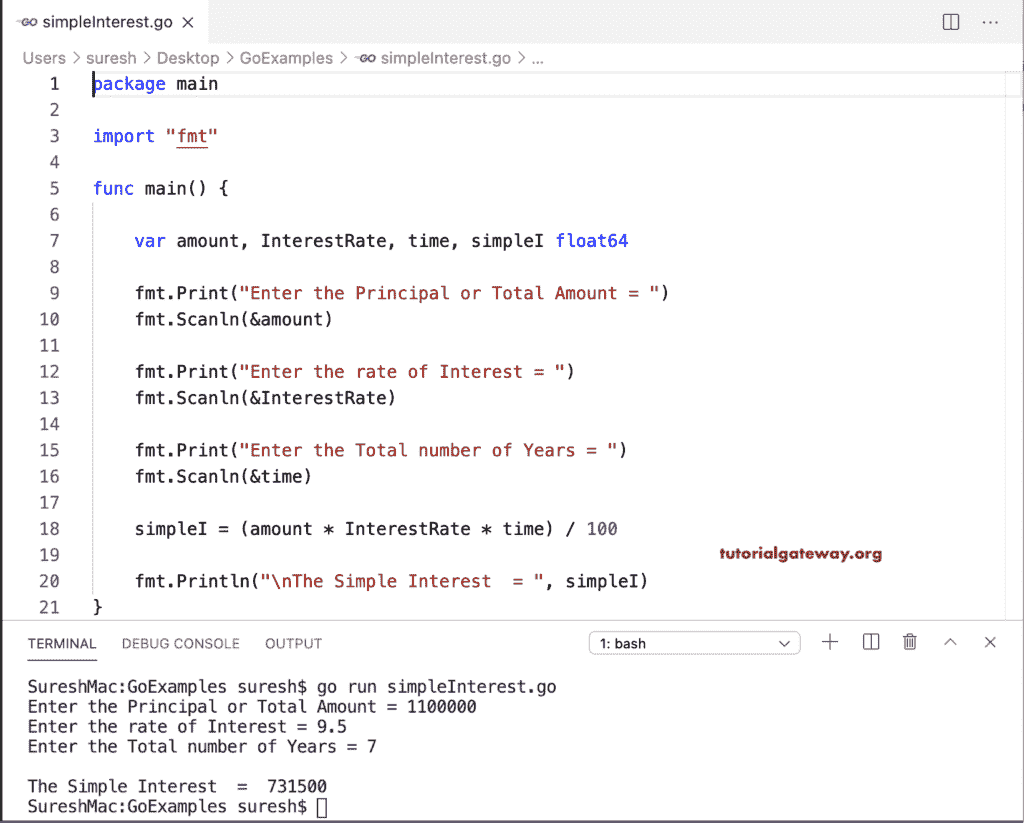 GO simpleInterest.go ×
Users > suresh > Desktop > GoExamples > GO simpleInterest.go > ...
1 package main
2
3 import "fmt"
4
5 func main() {
6
7 var amount, InterestRate, time, simpleI float64
8
9 fmt.Print("Enter the Principal or Total Amount = ")
10 fmt.Scanln(&amount)
11
12 fmt.Print("Enter the rate of Interest = ")
13 fmt.Scanln(&InterestRate)
14
15 fmt.Print("Enter the Total number of Years = ")
16 fmt.Scanln(&time)
17
18 simpleI = (amount * InterestRate * time) / 100
19
tutorialgateway.org
20 fmt.Println("\nThe Simple Interest  = ", simpleI)
21 }
TERMINAL DEBUG CONSOLE OUTPUT 1: bash
SureshMac:GoExamples suresh$ go run simpleInterest.go
Enter the Principal or Total Amount = 1100000
Enter the rate of Interest = 9.5
Enter the Total number of Years = 7
The Simple Interest  =  731500
SureshMac:GoExamples suresh$